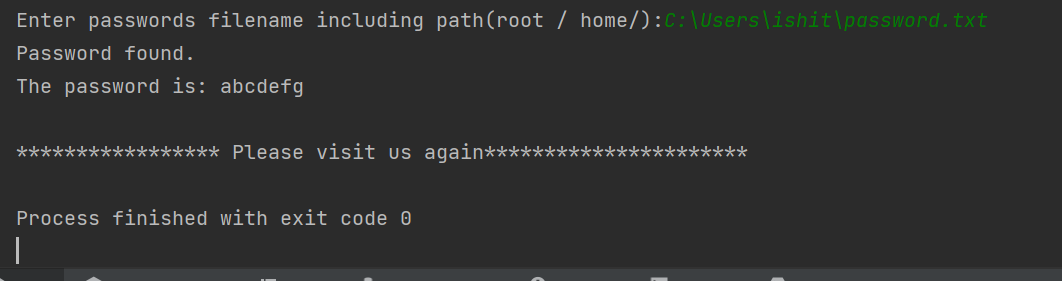 Enter passwords filename including path(root / home/):C:\Users\ishit\password.txt
Password found.
The password is: abcdefg
***************** Please visit us again**********************
Process finished with exit code 0